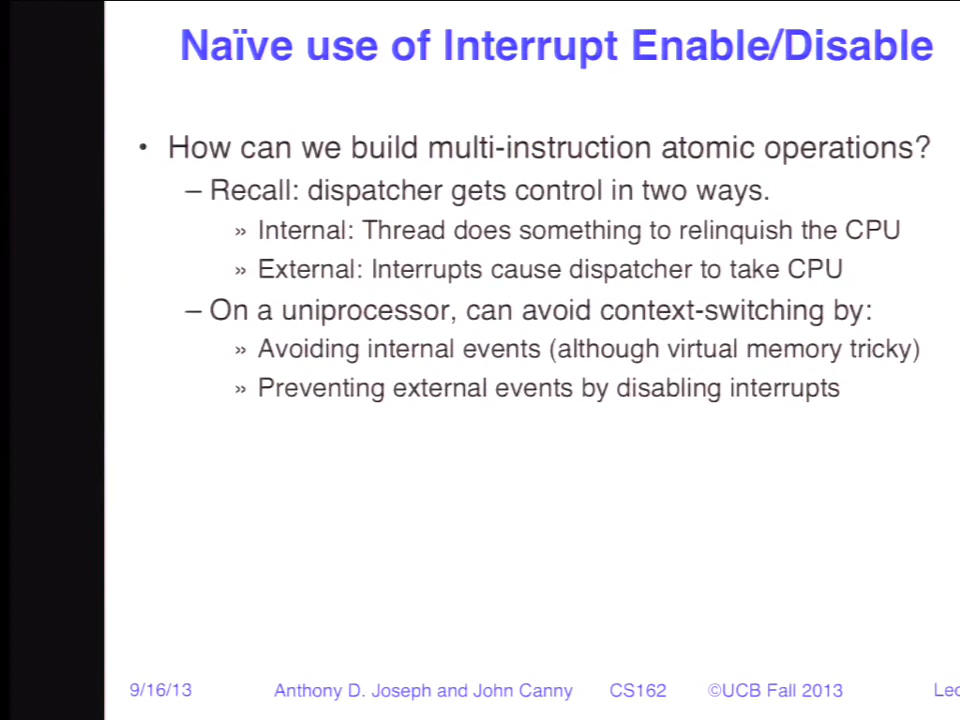 Naïve use of Interrupt Enable/Disable
• How can we build multi-instruction atomic operations?
– Recall: dispatcher gets control in two ways.
» Internal: Thread does something to relinquish the CPU
» External: Interrupts cause dispatcher to take CPU
– On a uniprocessor, can avoid context-switching by:
» Avoiding internal events (although virtual memory tricky)
» Preventing external events by disabling interrupts
9/16/13 Anthony D. Joseph and John Canny CS162 ©UCB Fall 2013